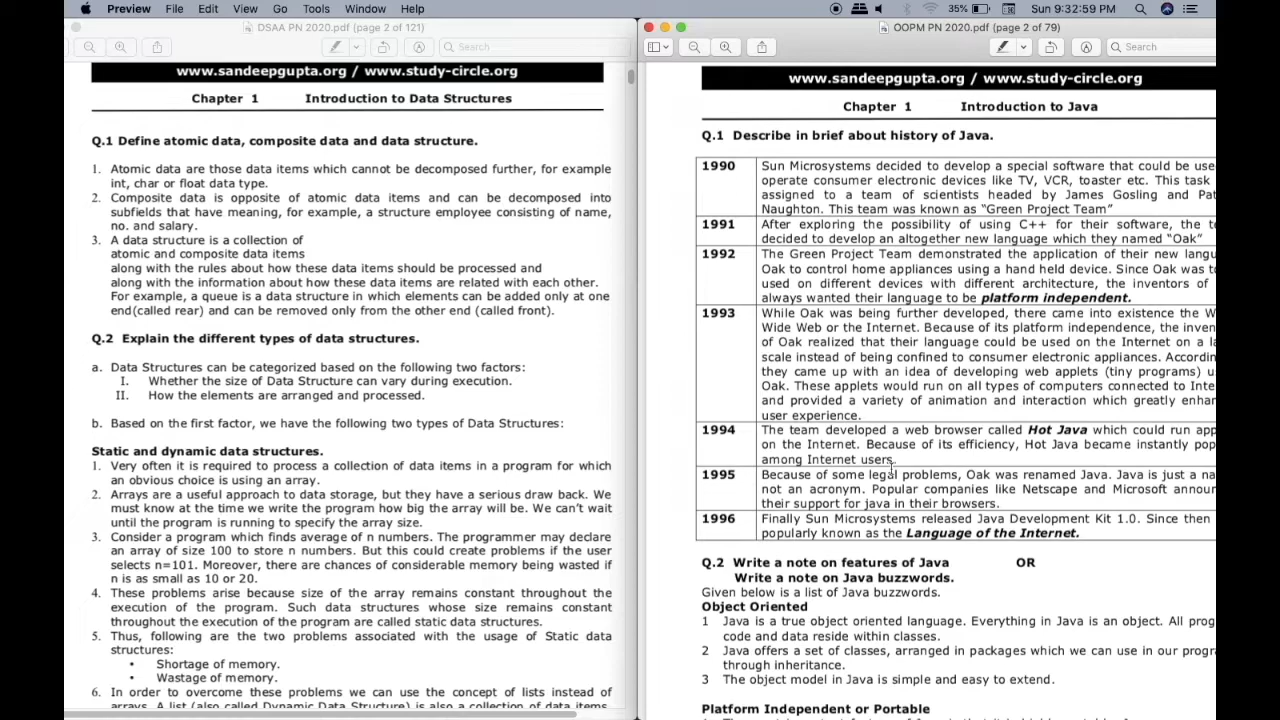 Preview File Edit View Go Tools Window Help 35% Sun 9:32:59 PM
DSAA PN 2020.pdf (page 2 of 121)
Search
www.sandeepgupta.org / www.study-circle.org
Chapter 1 Introduction to Data Structures
Q.1 Define atomic data, composite data and data structure.
1. Atomic data are those data items which cannot be decomposed further, for example
int, char or float data type.
2. Composite data is opposite of atomic data items and can be decomposed into
subfields that have meaning, for example, a structure employee consisting of name,
no. and salary.
3. A data structure is a collection of
atomic and composite data items
along with the rules about how these data items should be processed and
along with the information about how these data items are related with each other.
For example, a queue is a data structure in which elements can be added only at one
end(called rear) and can be removed only from the other end (called front).
Q.2 Explain the different types of data structures.
a. Data Structures can be categorized based on the following two factors:
I. Whether the size of Data Structure can vary during execution.
II. How the elements are arranged and processed.
b. Based on the first factor, we have the following two types of Data Structures:
Static and dynamic data structures.
1. Very often it is required to process a collection of data items in a program for which
an obvious choice is using an array.
2. Arrays are a useful approach to data storage, but they have a serious draw back. We
must know at the time we write the program how big the array will be. We can't wait
until the program is running to specify the array size.
3. Consider a program which finds average of n numbers. The programmer may declare
an array of size 100 to store n numbers. But this could create problems if the user
selects n=101. Moreover, there are chances of considerable memory being wasted if
n is as small as 10 or 20.
4. These problems arise because size of the array remains constant throughout the
execution of the program. Such data structures whose size remains constant
throughout the execution of the program are called static data structures.
5. Thus, following are the two problems associated with the usage of Static data
structures:
• Shortage of memory.
• Wastage of memory.
6. In order to overcome these problems we can use the concept of lists instead of
arrays. A list (also called Dynamic Data Structure) is also a collection of data items
OOPM PN 2020.pdf (page 2 of 79)
Search
www.sandeepgupta.org / www.study-circle.org
Chapter 1 Introduction to Java
Q.1 Describe in brief about history of Java.
1990 Sun Microsystems decided to develop a special software that could be use
operate consumer electronic devices like TV, VCR, toaster etc. This task
assigned to a team of scientists headed by James Gosling and Pat
Naughton. This team was known as "Green Project Team"
1991 After exploring the possibility of using C++ for their software, the t
decided to develop an altogether new language which they named "Oak"
1992 The Green Project Team demonstrated the application of their new langu
Oak to control home appliances using a hand held device. Since Oak was t
used on different devices with different architecture, the inventors of
always wanted their language to be platform independent.
1993 While Oak was being further developed, there came into existence the W
Wide Web or the Internet. Because of its platform independence, the inven
of Oak realized that their language could be used on the Internet on a l
scale instead of being confined to consumer electronic appliances. Accordin
they came up with an idea of developing web applets (tiny programs) u
Oak. These applets would run on all types of computers connected to Inte
and provided a variety of animation and interaction which greatly enhan
user experience.
1994 The team developed a web browser called Hot Java which could run app
on the Internet. Because of its efficiency, Hot Java became instantly pop
among Internet users.
1995 Because of some legal problems, Oak was renamed Java. Java is just a na
not an acronym. Popular companies like Netscape and Microsoft announ
their support for java in their browsers.
1996 Finally Sun Microsystems released Java Development Kit 1.0. Since then
popularly known as the Language of the Internet.
Q.2 Write a note on features of Java OR
Write a note on Java buzzwords.
Given below is a list of Java buzzwords.
Object Oriented
1 Java is a true object oriented language. Everything in Java is an object. All prog
code and data reside within classes.
2 Java offers a set of classes, arranged in packages which we can use in our progr
through inheritance.
3 The object model in Java is simple and easy to extend.
Platform Independent or Portable